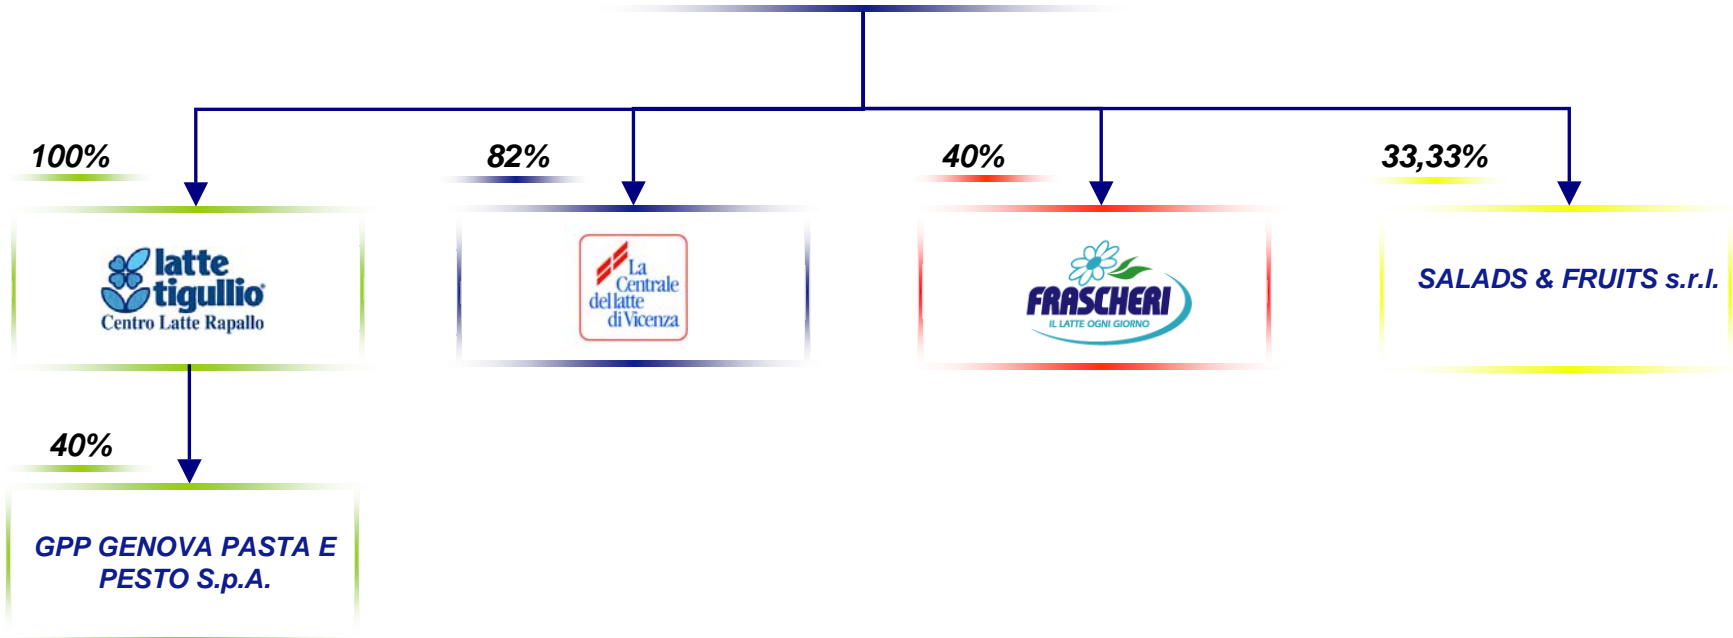 100%
82%
40%
33,33%
latte
tigullio
Centro Latte Rapallo
La
Centrale
del latte
di Vicenza
FRASCHERI
IL LATTE OGNI GIORNO
SALADS & FRUITS s.r.l.
40%
GPP GENOVA PASTA E
PESTO S.p.A.